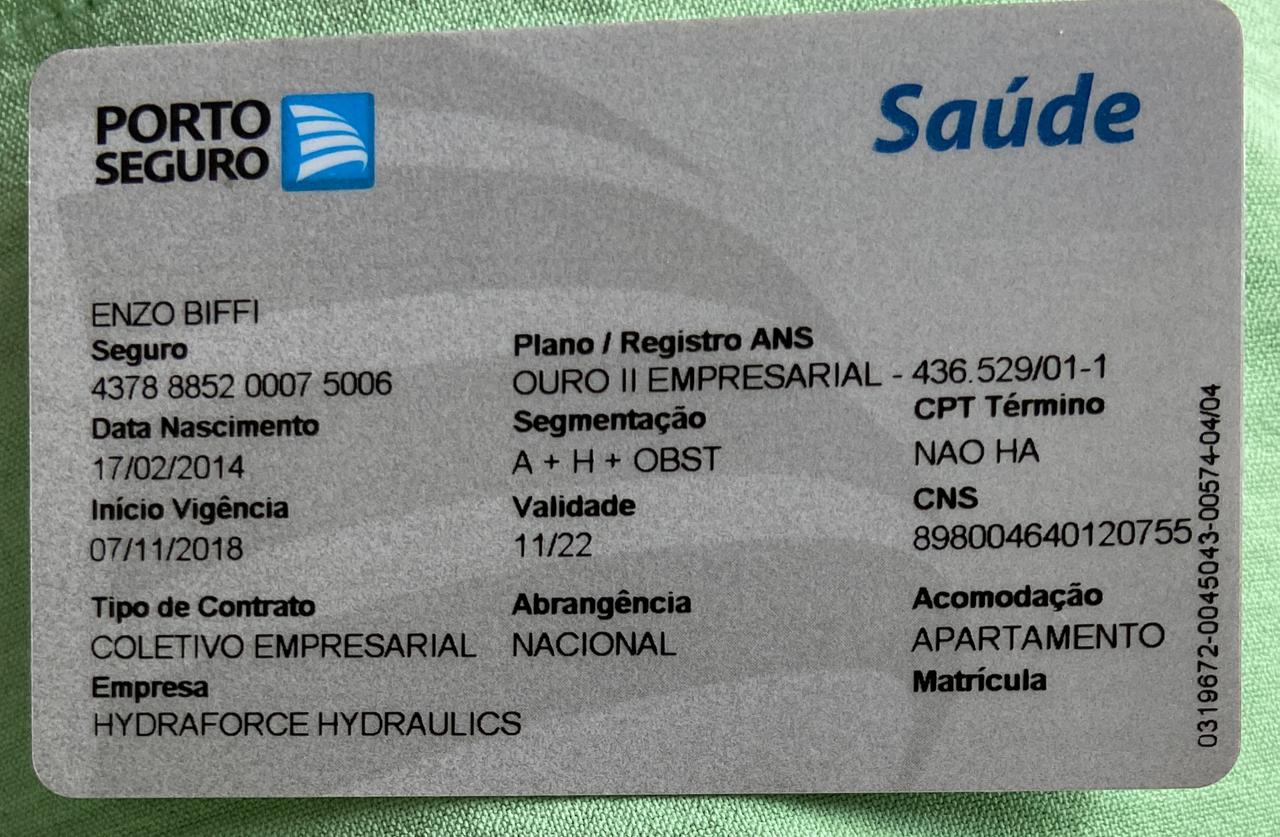 PORTO
SEGURO
Saúde
ENZO BIFFI
Seguro
4378 8852 0007 5006
Plano / Registro ANS
OURO II EMPRESARIAL - 436.529/01-1
Data Nascimento
17/02/2014
Segmentação
A + H + OBST
CPT Término
NAO HA
Início Vigência
07/11/2018
Validade
11/22
CNS
898004640120755
Tipo de Contrato
COLETIVO EMPRESARIAL
Abrangência
NACIONAL
Acomodação
APARTAMENTO
Empresa
HYDRAFORCE HYDRAULICS
Matrícula
0319672-0045043-00574-04/04